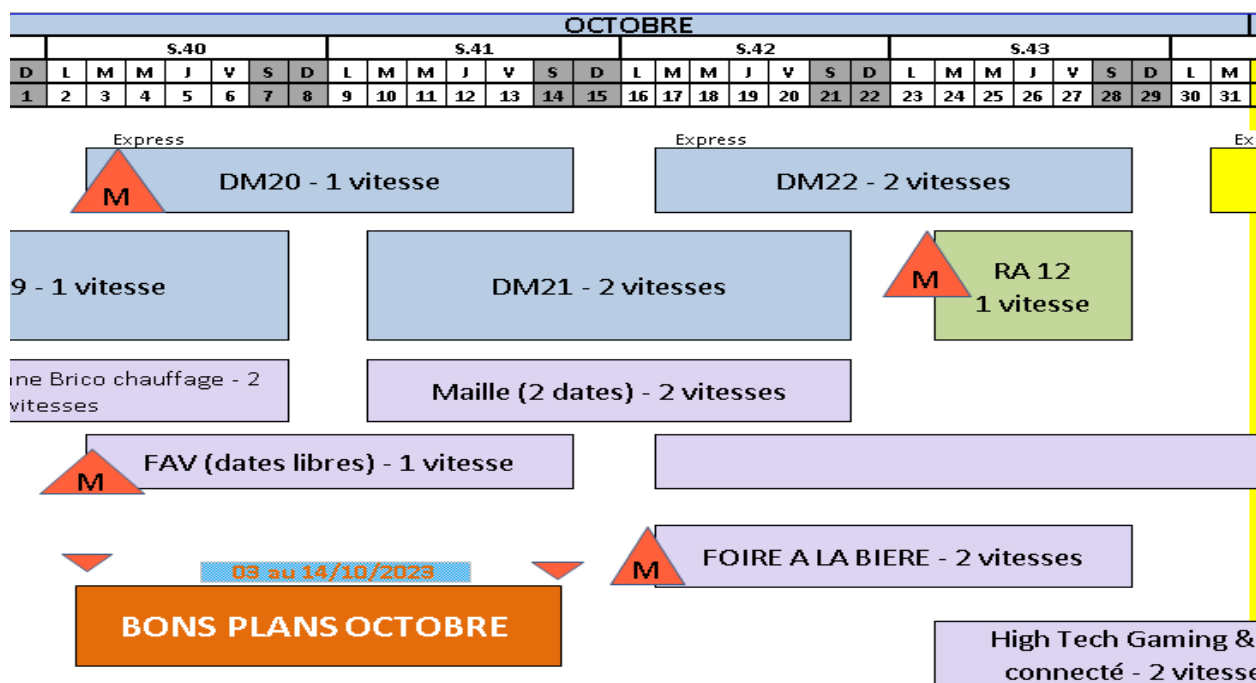 OCTOBRE
S.40 S.41 S.42 S.43
D L M M J V S D L M M J V S D L M M J V S D L M M J V S D L M
1 2 3 4 5 6 7 8 9 10 11 12 13 14 15 16 17 18 19 20 21 22 23 24 25 26 27 28 29 30 31
Express Express Ex
M DM20 - 1 vitesse DM22 - 2 vitesses
9 - 1 vitesse DM21 - 2 vitesses M RA 12
1 vitesse
ne Brico chauffage - 2
vitesses
Maille (2 dates) - 2 vitesses
M FAV (dates libres) - 1 vitesse
M FOIRE A LA BIERE - 2 vitesses
03 au 14/10/2023
BONS PLANS OCTOBRE
High Tech Gaming &
connecté - 2 vitesse